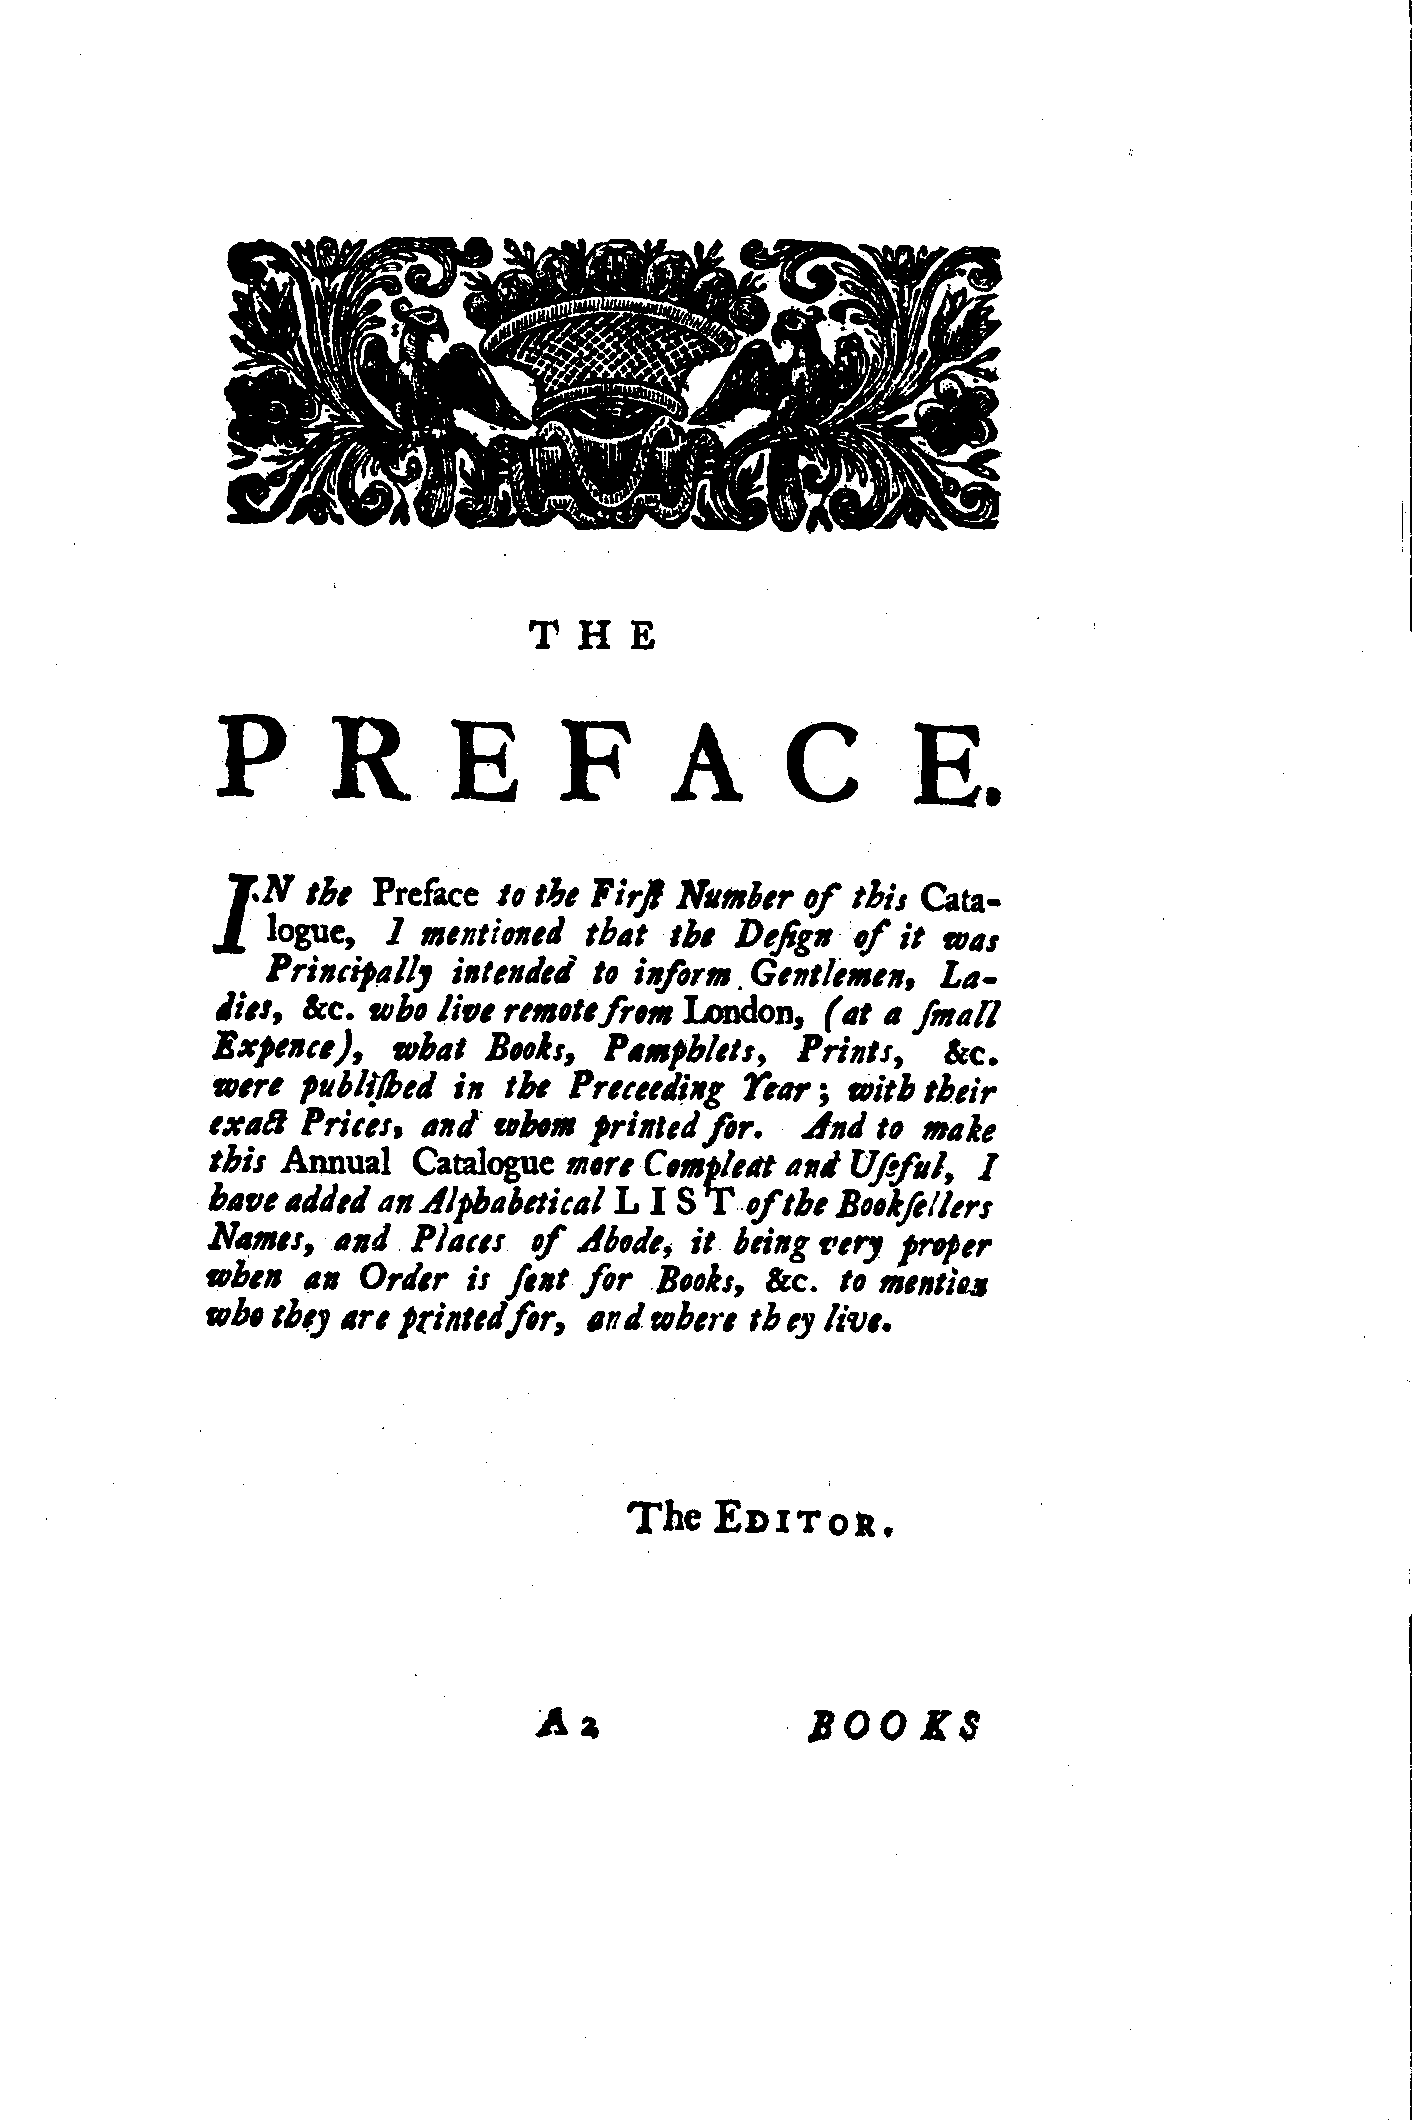 THE
PREFACE.
IN the Preface to the Firſt Number of this Cata-
logue, I mentioned that the Deſign of it was
Principally intended to inform Gentlemen, La-
dies, &c. who live remote from London, (at a ſmall
Expence), what Books, Pamphlets, Prints, &c.
were publiſhed in the Preceeding Year; with their
exact Prices, and whom printed for. And to make
this Annual Catalogue more Compleat and Uſeful, I
have added an Alphabetical LIST of the Bookſellers
Names, and Places of Abode, it being very proper
when an Order is ſent for Books, &c. to mention
who they are printed for, and where they live.
The EDITOR.
A 2 BOOKS